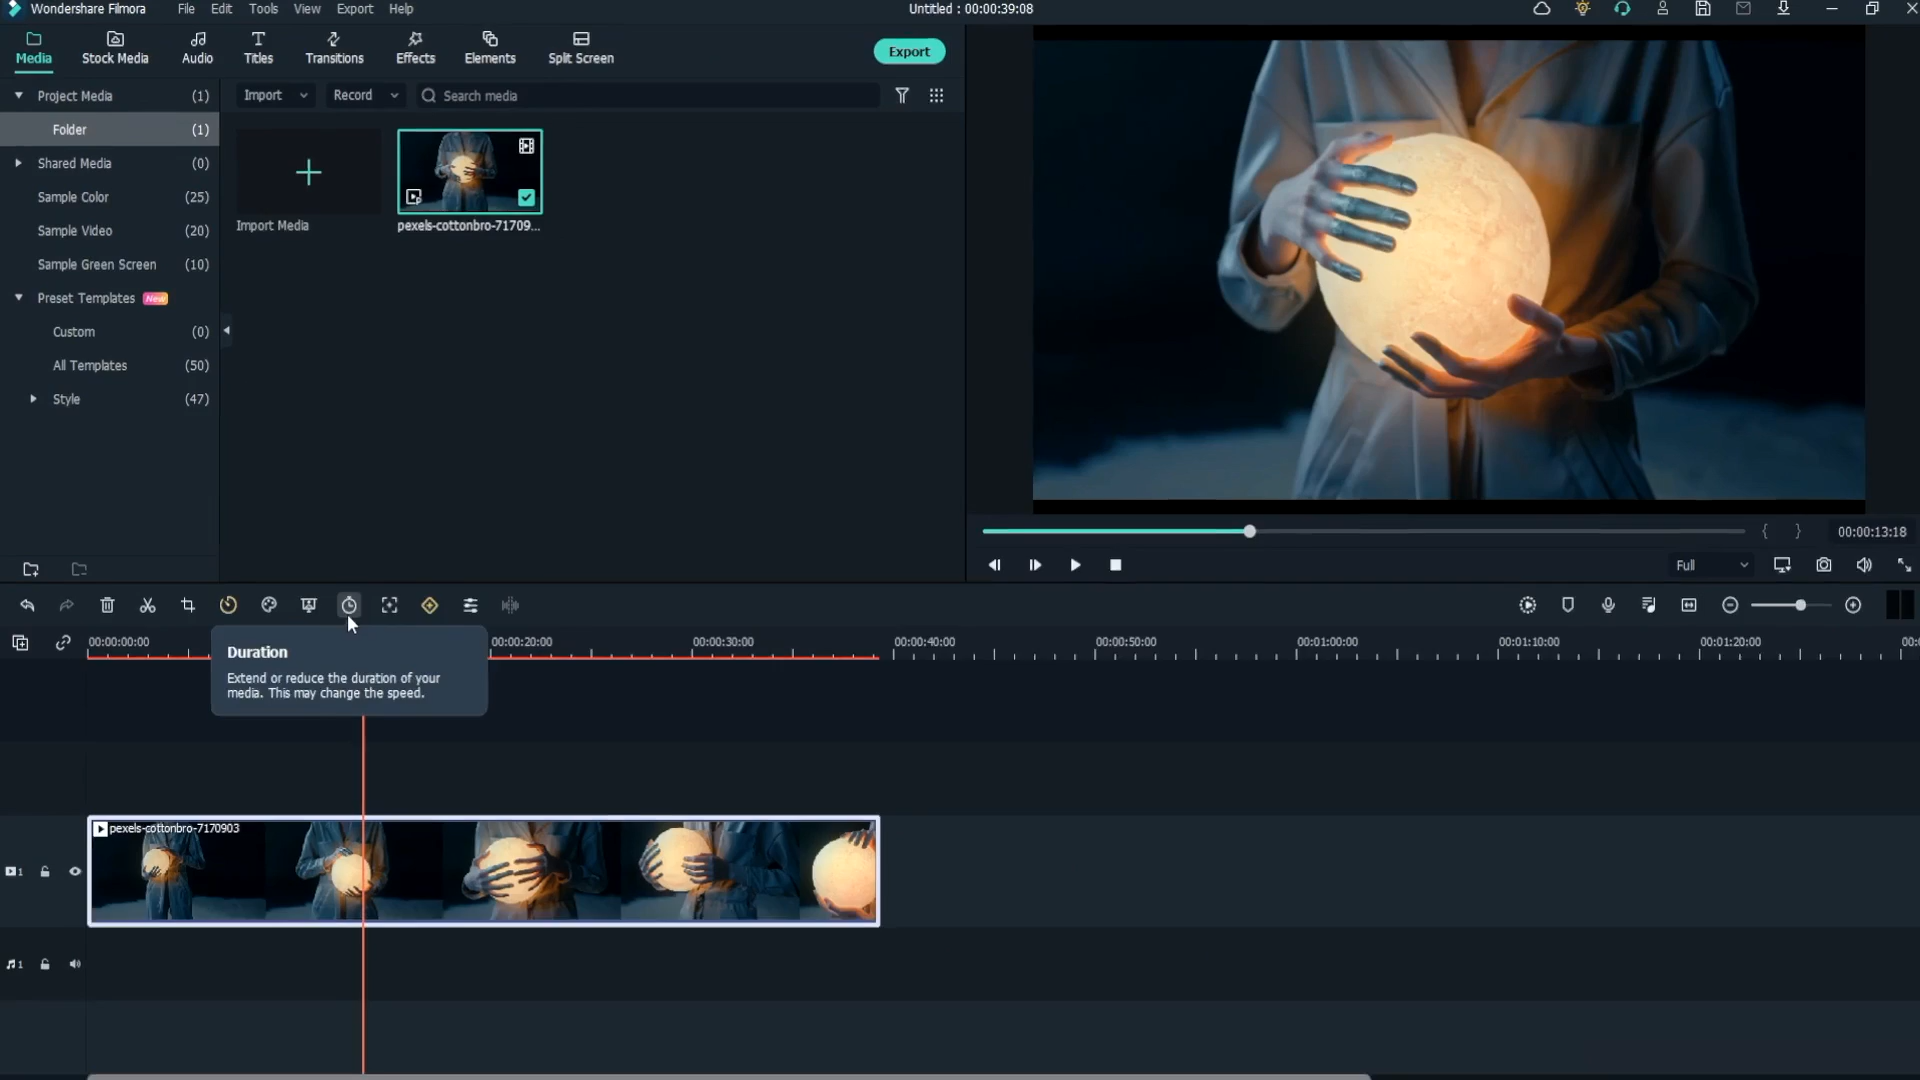 Wondershare Filmora File Edit Tools View Export Help Untitled : 00:00:39:08
Media Stock Media Audio Titles Transitions Effects Elements Split Screen Export
Project Media (1) Import Record Search media
Folder (1)
Shared Media (0)
Sample Color (25)
Sample Video (20)
Import Media pexels-cottonbro-71709...
Sample Green Screen (10)
Preset Templates New
Custom (0)
All Templates (50)
Style (47)
{ } 00:00:13:18
Full
00:00:00:00 00:00:20:00 00:00:30:00 00:00:40:00 00:00:50:00 00:01:00:00 00:01:10:00 00:01:20:00
Duration
Extend or reduce the duration of your
media. This may change the speed.
pexels-cottonbro-7170903
1
1